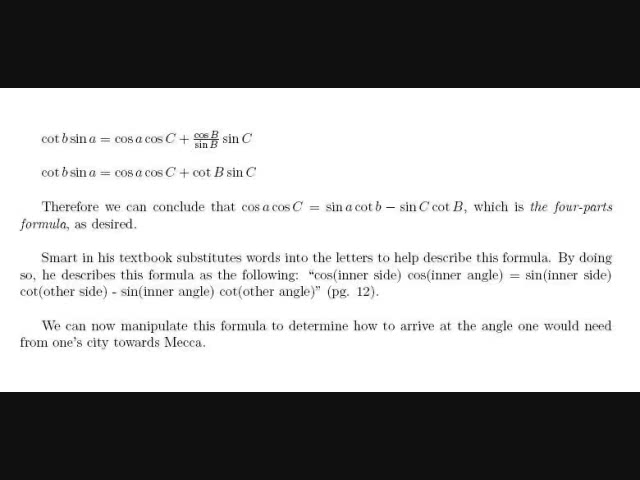 cot b sin a = cos a cos C + cos B/sin B sin C
cot b sin a = cos a cos C + cot B sin C
Therefore we can conclude that cos a cos C = sin a cot b − sin C cot B, which is the four-parts
formula, as desired.
Smart in his textbook substitutes words into the letters to help describe this formula. By doing
so, he describes this formula as the following: “cos(inner side) cos(inner angle) = sin(inner side)
cot(other side) - sin(inner angle) cot(other angle)” (pg. 12).
We can now manipulate this formula to determine how to arrive at the angle one would need
from one's city towards Mecca.